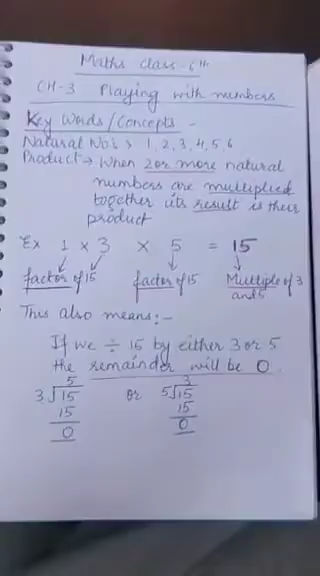 Maths class - 6th
CH-3 Playing with numbers
Key Words/Concepts -
Natural No's → 1, 2, 3, 4, 5, 6
Product → When 2 or more natural
numbers are multiplied
together its result is their
product
Ex 1 × 3 × 5 = 15
factor of 15 factor of 15 Multiple of 3
and 5
This also means:-
If we ÷ 15 by either 3 or 5
the remainder will be 0.
5 3
3√15 or 5√15
15 15
0 0